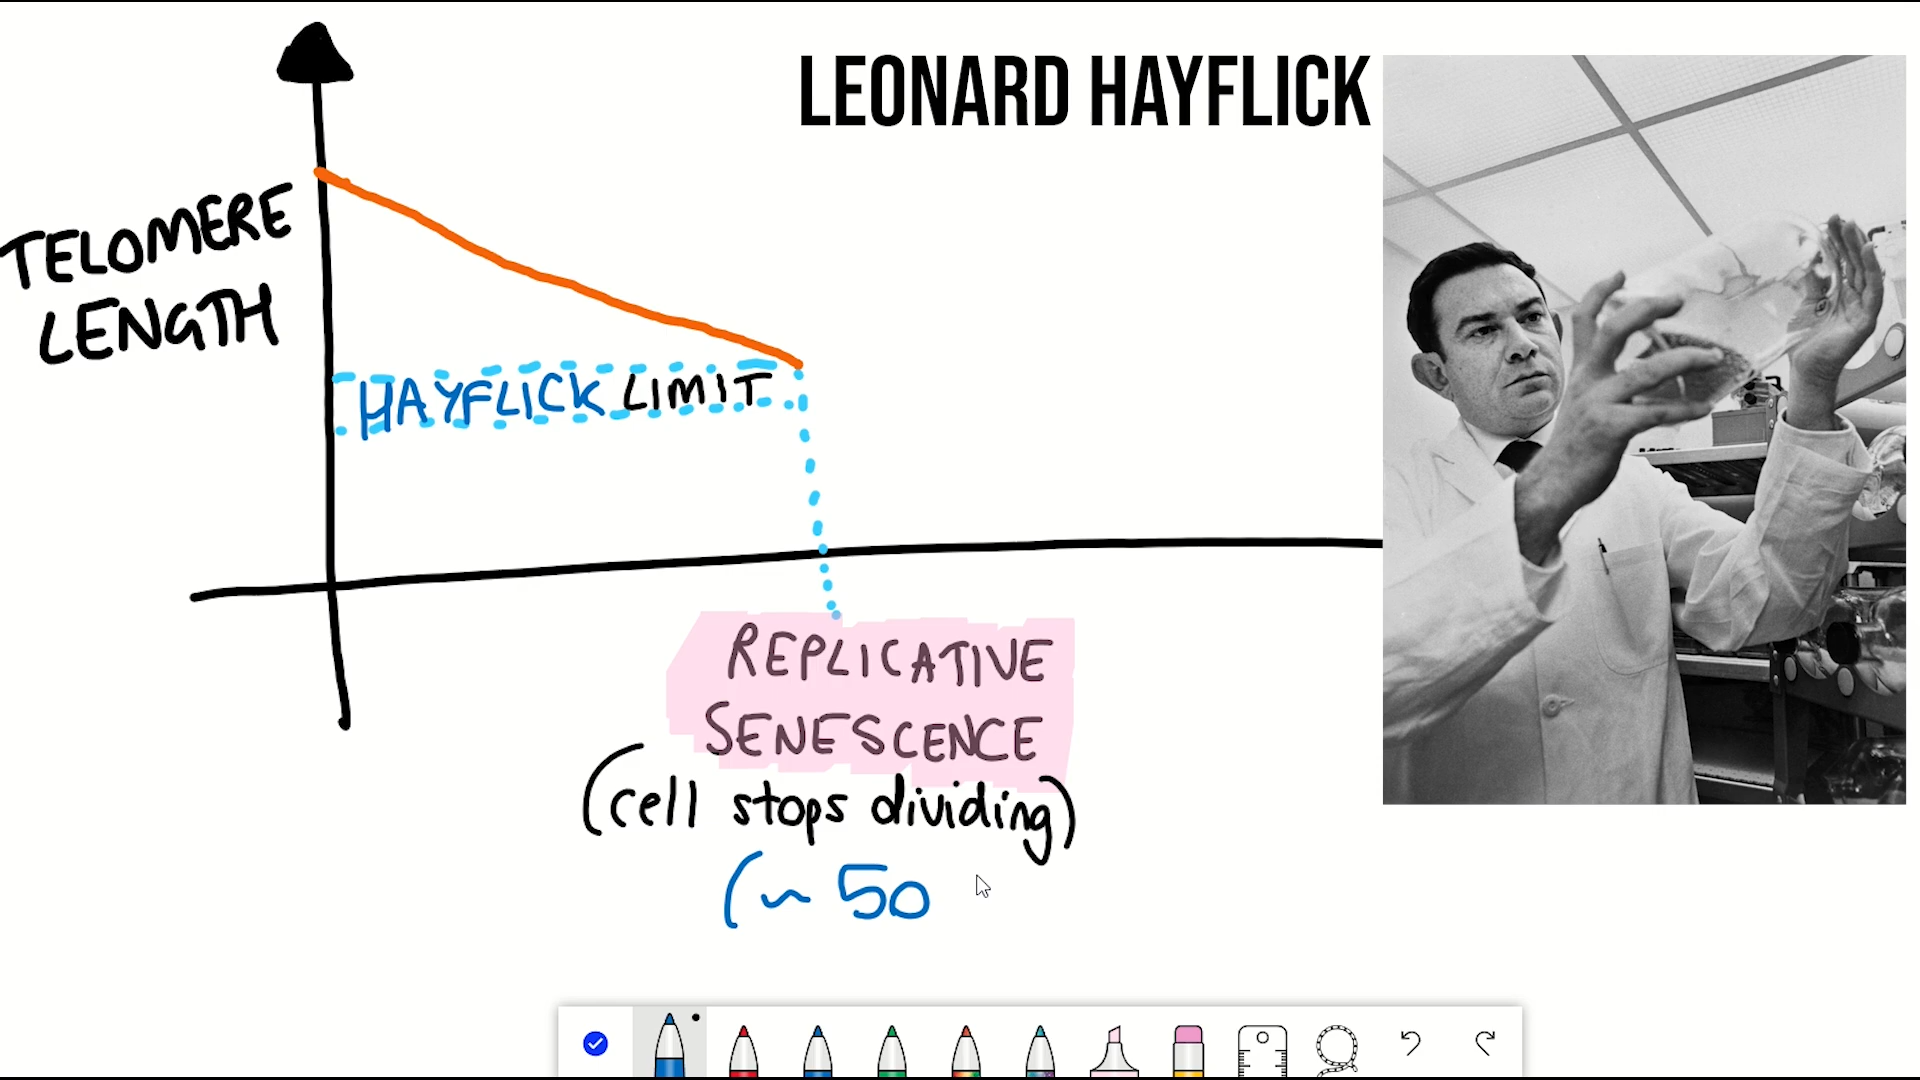 LEONARD HAYFLICK
TELOMERE
LENGTH
HAYFLICK LIMIT
REPLICATIVE
SENESCENCE
(cell stops dividing)
(~ 50